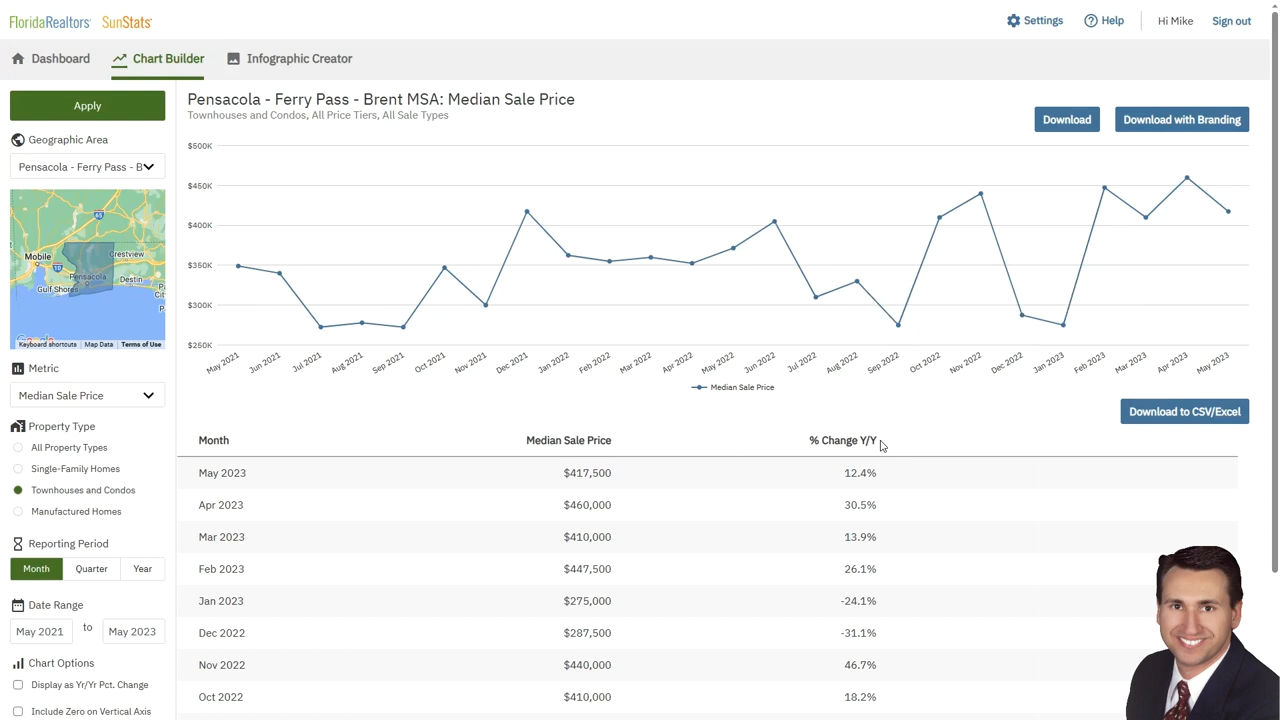 FloridaRealtors® SunStats®
Settings Help Hi Mike Sign out
Dashboard Chart Builder Infographic Creator
Apply
Geographic Area
Pensacola - Ferry Pass - B
Mobile
Crestview
Pensacola
Destin
Gulf Shores
Google
Keyboard shortcuts Map Data Terms of Use
Metric
Median Sale Price
Property Type
All Property Types
Single-Family Homes
Townhouses and Condos
Manufactured Homes
Reporting Period
Month Quarter Year
Date Range
May 2021 to May 2023
Chart Options
Display as Yr/Yr Pct. Change
Include Zero on Vertical Axis
Pensacola - Ferry Pass - Brent MSA: Median Sale Price
Townhouses and Condos, All Price Tiers, All Sale Types
Download Download with Branding
$500K
$450K
$400K
$350K
$300K
$250K
May 2021 Jun 2021 Jul 2021 Aug 2021 Sep 2021 Oct 2021 Nov 2021 Dec 2021 Jan 2022 Feb 2022 Mar 2022 Apr 2022 May 2022 Jun 2022 Jul 2022 Aug 2022 Sep 2022 Oct 2022 Nov 2022 Dec 2022 Jan 2023 Feb 2023 Mar 2023 Apr 2023 May 2023
Median Sale Price
Download to CSV/Excel
Month Median Sale Price % Change Y/Y
May 2023 $417,500 12.4%
Apr 2023 $460,000 30.5%
Mar 2023 $410,000 13.9%
Feb 2023 $447,500 26.1%
Jan 2023 $275,000 -24.1%
Dec 2022 $287,500 -31.1%
Nov 2022 $440,000 46.7%
Oct 2022 $410,000 18.2%